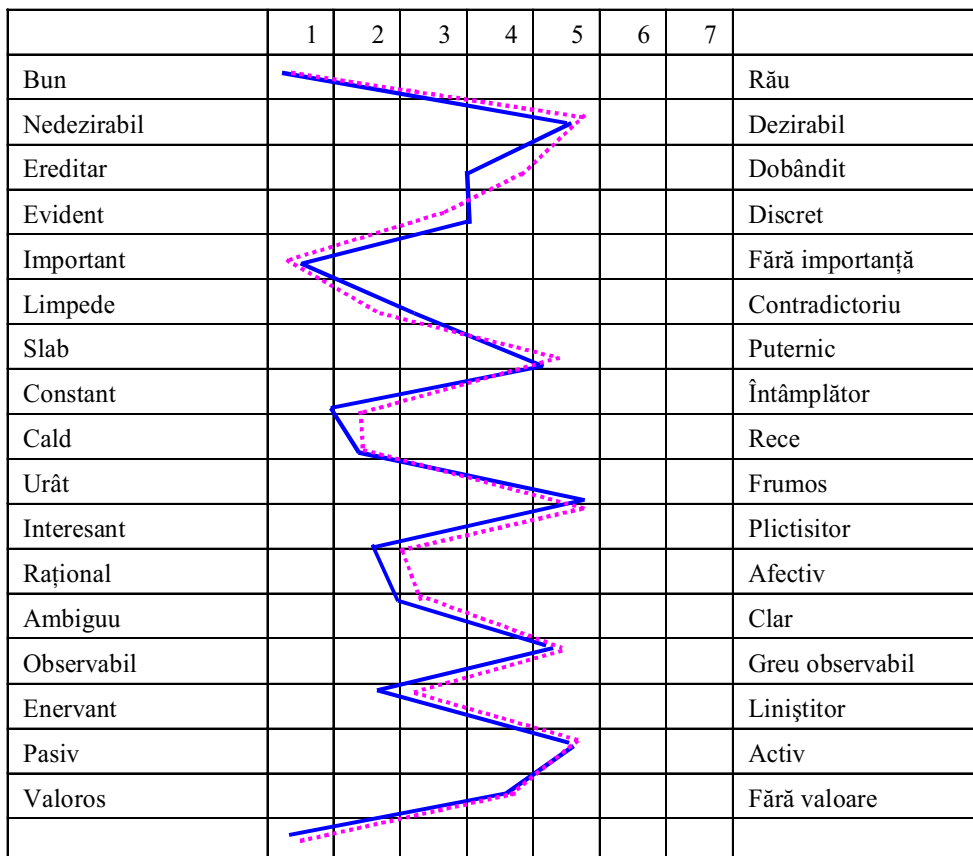 1 2 3 4 5 6 7
Bun Rău
Nedezirabil Dezirabil
Ereditar Dobândit
Evident Discret
Important Fără importanță
Limpede Contradictoriu
Slab Puternic
Constant Întâmplător
Cald Rece
Urât Frumos
Interesant Plictisitor
Rațional Afectiv
Ambiguu Clar
Observabil Greu observabil
Enervant Liniştitor
Pasiv Activ
Valoros Fără valoare